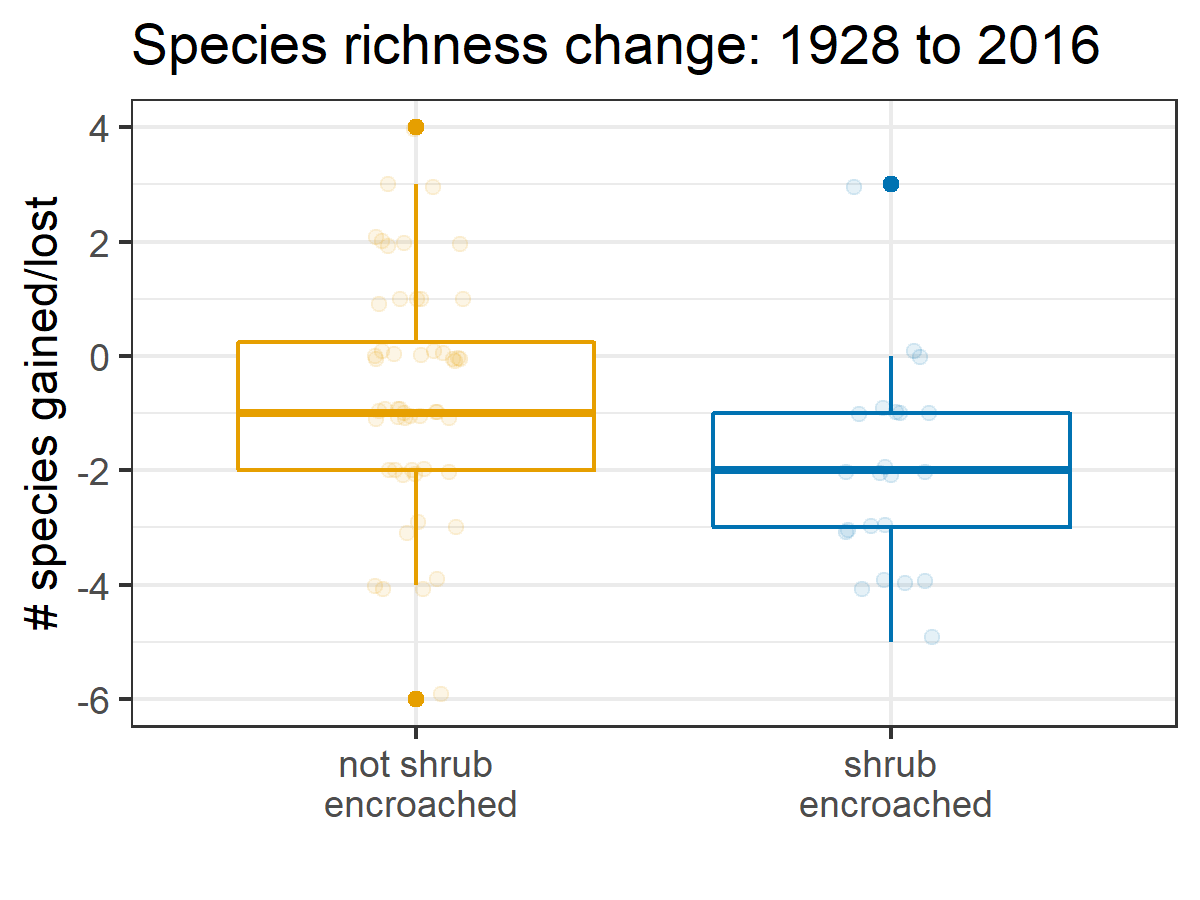 Species richness change: 1928 to 2016
# species gained/lost
4
2
0
-2
-4
-6
not shrub
encroached
shrub
encroached